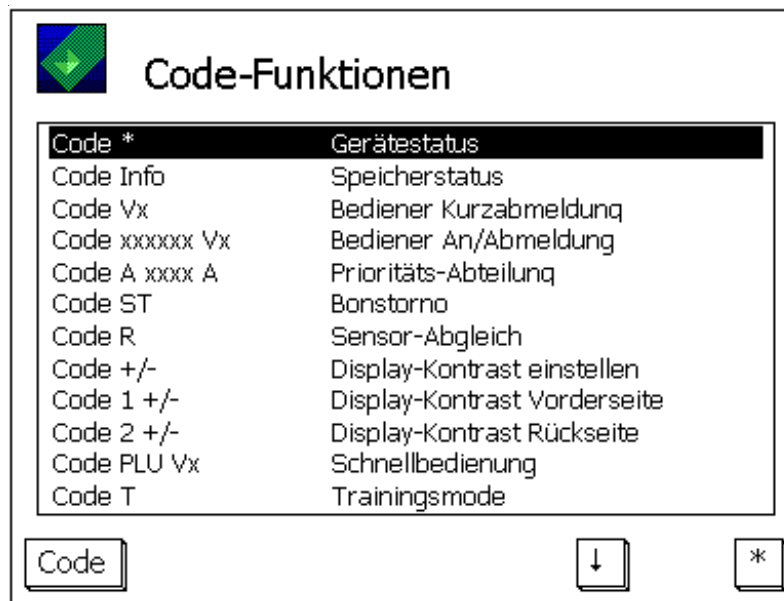 Code-Funktionen
Code * Gerätestatus
Code Info Speicherstatus
Code Vx Bediener Kurzabmeldung
Code xxxxxx Vx Bediener An/Abmeldung
Code A xxxx A Prioritäts-Abteilung
Code ST Bonstorno
Code R Sensor-Abgleich
Code +/- Display-Kontrast einstellen
Code 1 +/- Display-Kontrast Vorderseite
Code 2 +/- Display-Kontrast Rückseite
Code PLU Vx Schnellbedienung
Code T Trainingsmode
Code ↓ *